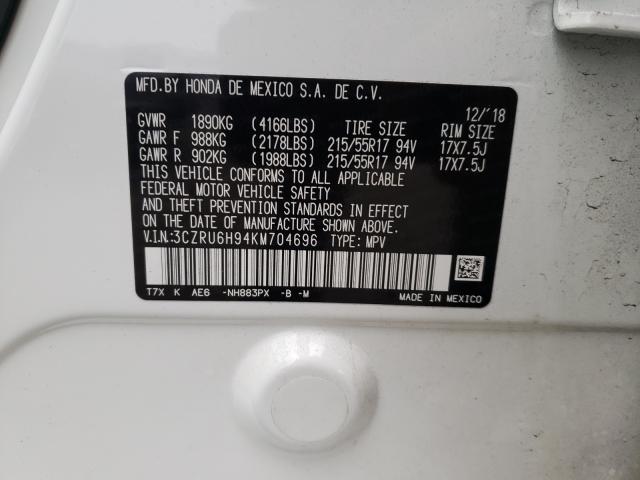 MFD.BY HONDA DE MEXICO S.A. DE C.V.
12/'18
GVWR 1890KG (4166LBS) TIRE SIZE RIM SIZE
GAWR F 988KG (2178LBS) 215/55R17 94V 17X7.5J
GAWR R 902KG (1988LBS) 215/55R17 94V 17X7.5J
THIS VEHICLE CONFORMS TO ALL APPLICABLE
FEDERAL MOTOR VEHICLE SAFETY
AND THEFT PREVENTION STANDARDS IN EFFECT
ON THE DATE OF MANUFACTURE SHOWN ABOVE.
V.I.N.:3CZRU6H94KM704696 TYPE: MPV
T7X K AE6 -NH883PX -B -M MADE IN MEXICO